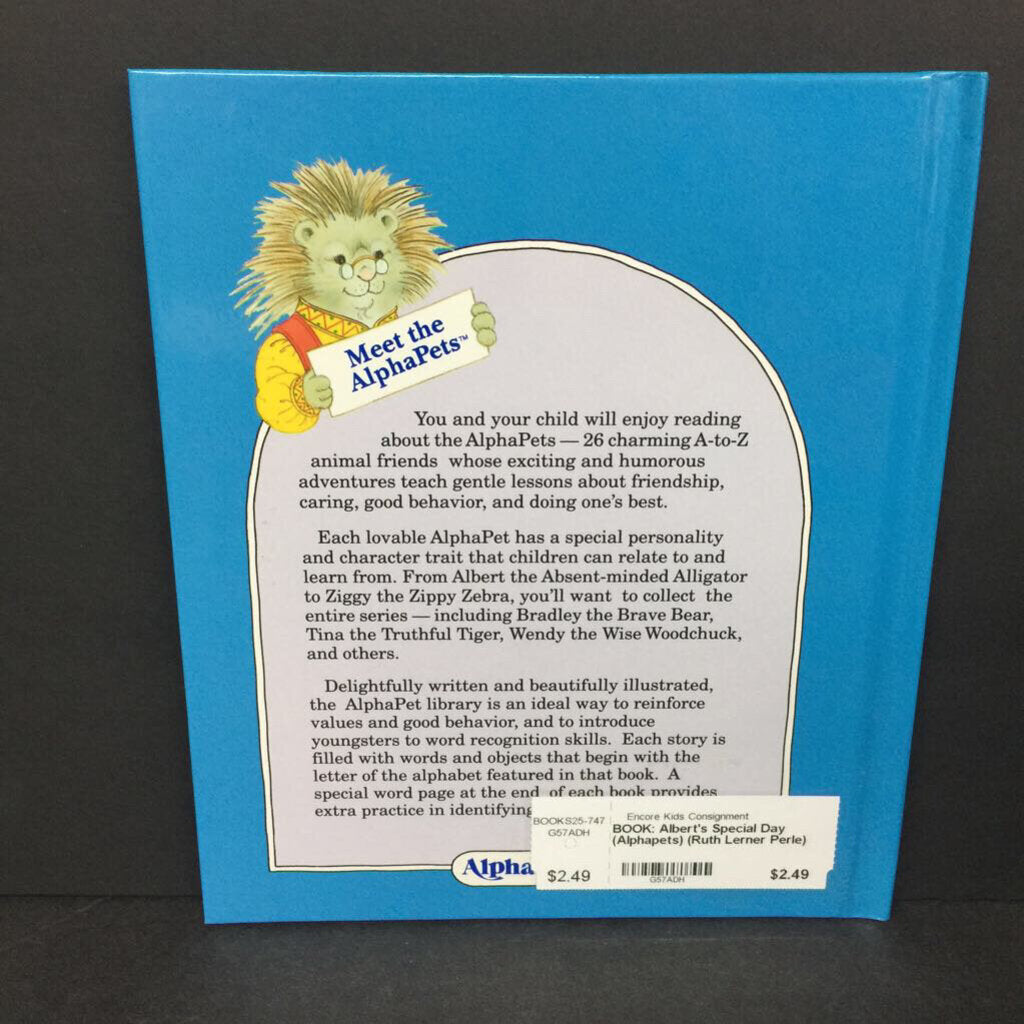 Meet the
AlphaPets™
You and your child will enjoy reading
about the AlphaPets — 26 charming A-to-Z
animal friends whose exciting and humorous
adventures teach gentle lessons about friendship,
caring, good behavior, and doing one's best.
Each lovable AlphaPet has a special personality
and character trait that children can relate to and
learn from. From Albert the Absent-minded Alligator
to Ziggy the Zippy Zebra, you'll want to collect the
entire series — including Bradley the Brave Bear,
Tina the Truthful Tiger, Wendy the Wise Woodchuck,
and others.
Delightfully written and beautifully illustrated,
the AlphaPet library is an ideal way to reinforce
values and good behavior, and to introduce
youngsters to word recognition skills. Each story is
filled with words and objects that begin with the
letter of the alphabet featured in that book. A
special word page at the end of each book provides
extra practice in identifying
Alpha
BOOKS25-747
G57ADH
$2.49
Encore Kids Consignment
BOOK: Albert's Special Day
(Alphapets) (Ruth Lerner Perle)
G57ADH
$2.49